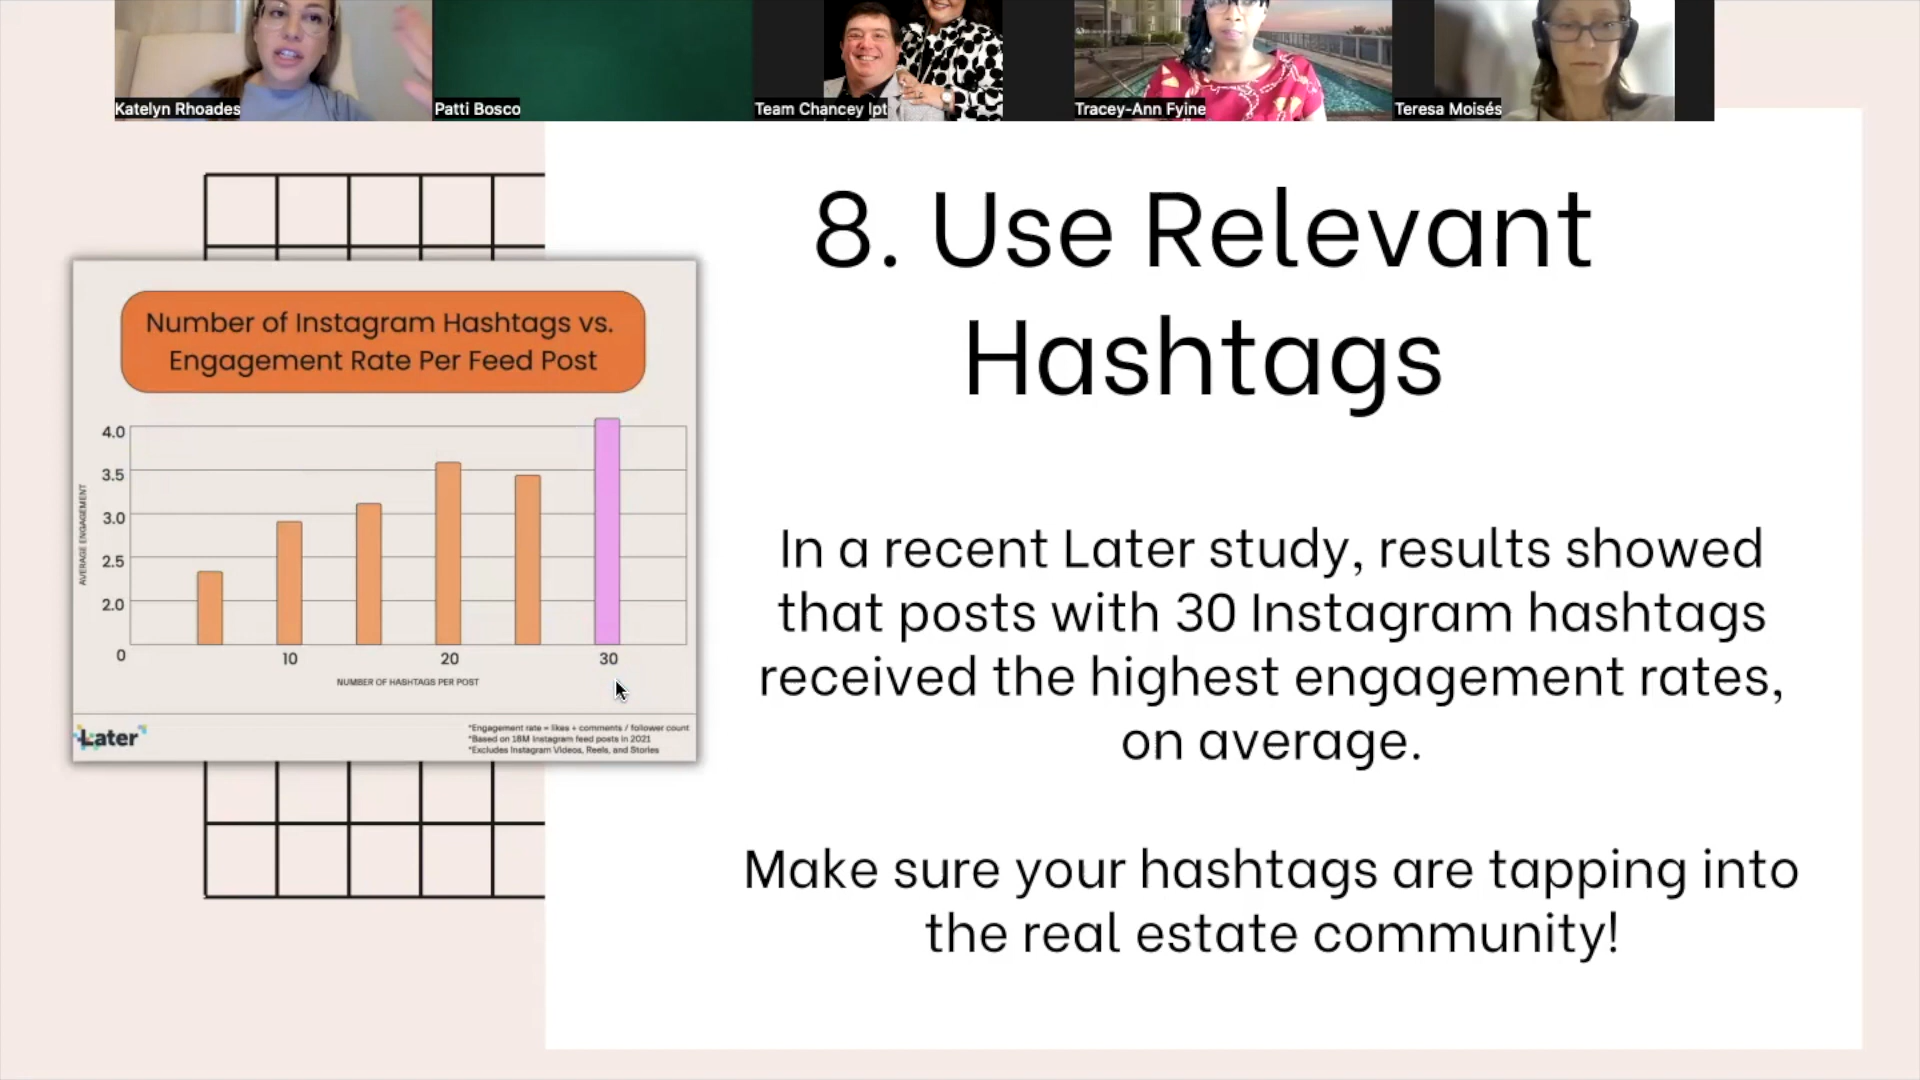 Katelyn Rhoades
Patti Bosco
Team Chancey lpt
Tracey-Ann Fyine
Teresa Moisés
8. Use Relevant
Hashtags
Number of Instagram Hashtags vs.
Engagement Rate Per Feed Post
4.0
3.5
3.0
2.5
2.0
0
AVERAGE ENGAGEMENT
10
20
30
NUMBER OF HASHTAGS PER POST
Later
*Engagement rate = likes + comments / follower count
*Based on 18M Instagram feed posts in 2021
*Excludes Instagram Videos, Reels, and Stories
In a recent Later study, results showed
that posts with 30 Instagram hashtags
received the highest engagement rates,
on average.
Make sure your hashtags are tapping into
the real estate community!